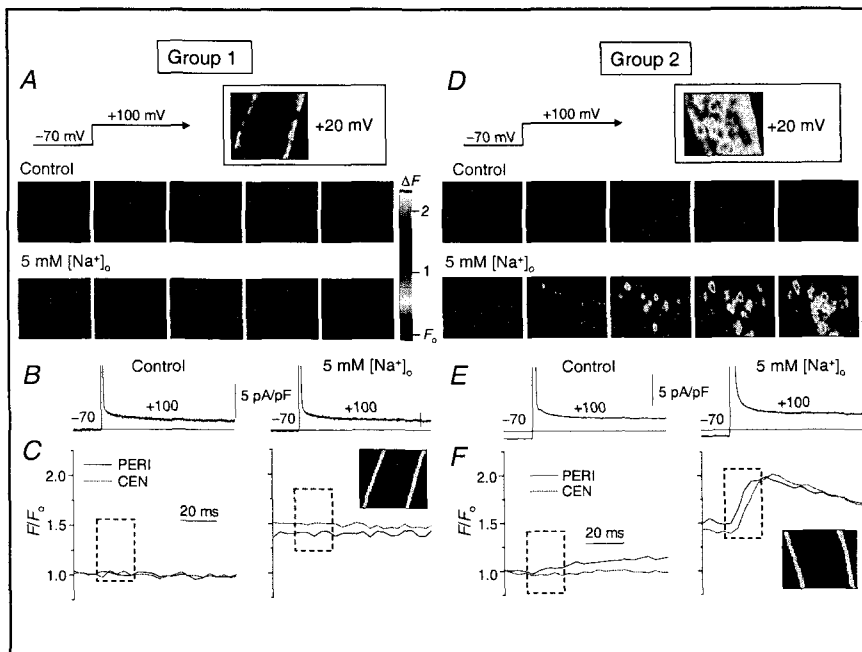 Group 1
A
−70 mV
+100 mV
+20 mV
Control
ΔF
2
1
Fo
5 mM [Na+]o
B
Control
−70
+100
5 pA/pF
5 mM [Na+]o
−70
+100
C
F/Fo
2.0
1.5
1.0
PERI
CEN
20 ms
Group 2
D
−70 mV
+100 mV
+20 mV
Control
5 mM [Na+]o
E
Control
−70
+100
5 pA/pF
5 mM [Na+]o
−70
+100
F
F/Fo
2.0
1.5
1.0
PERI
CEN
20 ms